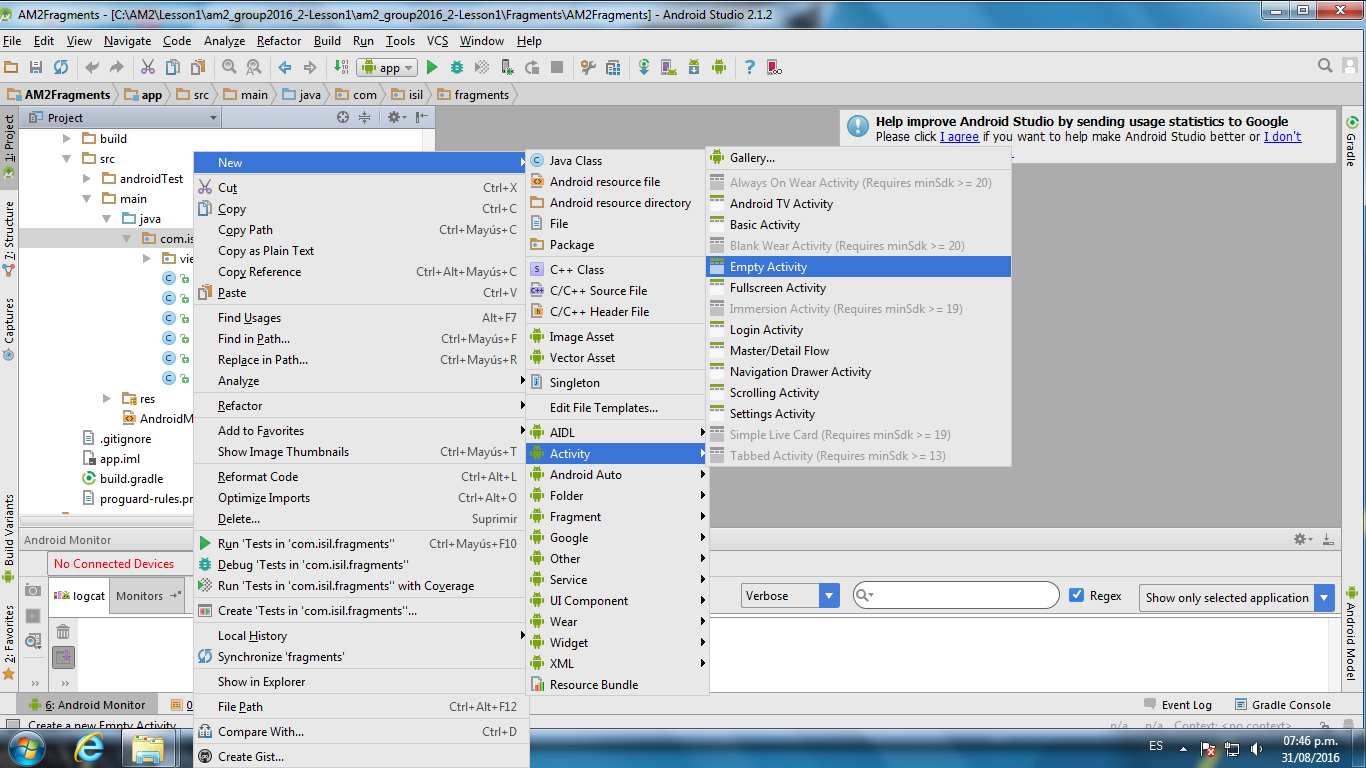 AM2Fragments - [C:\AM2\Lesson1\am2_group2016_2-Lesson1\am2_group2016_2-Lesson1\Fragments\AM2Fragments] - Android Studio 2.1.2
File Edit View Navigate Code Analyze Refactor Build Run Tools VCS Window Help
app
AM2Fragments app src main java com isil fragments
1: Project
7: Structure
Captures
Build Variants
2: Favorites
Project
build
src
androidTest
main
java
com.is
vie
res
AndroidM
.gitignore
app.iml
build.gradle
proguard-rules.pr
Help improve Android Studio by sending usage statistics to Google
Please click I agree if you want to help make Android Studio better or I don't
Gradle
Android Model
New
Cut Ctrl+X
Copy Ctrl+C
Copy Path Ctrl+Mayús+C
Copy as Plain Text
Copy Reference Ctrl+Alt+Mayús+C
Paste Ctrl+V
Find Usages Alt+F7
Find in Path... Ctrl+Mayús+F
Replace in Path... Ctrl+Mayús+R
Analyze
Refactor
Add to Favorites
Show Image Thumbnails Ctrl+Mayús+T
Reformat Code Ctrl+Alt+L
Optimize Imports Ctrl+Alt+O
Delete... Suprimir
Run 'Tests in 'com.isil.fragments'' Ctrl+Mayús+F10
Debug 'Tests in 'com.isil.fragments''
Run 'Tests in 'com.isil.fragments'' with Coverage
Create 'Tests in 'com.isil.fragments''...
Local History
Synchronize 'fragments'
Show in Explorer
File Path Ctrl+Alt+F12
Compare With... Ctrl+D
Create Gist...
Java Class
Android resource file
Android resource directory
File
Package
C++ Class
C/C++ Source File
C/C++ Header File
Image Asset
Vector Asset
Singleton
Edit File Templates...
AIDL
Activity
Android Auto
Folder
Fragment
Google
Other
Service
UI Component
Wear
Widget
XML
Resource Bundle
Gallery...
Always On Wear Activity (Requires minSdk >= 20)
Android TV Activity
Basic Activity
Blank Wear Activity (Requires minSdk >= 20)
Empty Activity
Fullscreen Activity
Immersion Activity (Requires minSdk >= 19)
Login Activity
Master/Detail Flow
Navigation Drawer Activity
Scrolling Activity
Settings Activity
Simple Live Card (Requires minSdk >= 19)
Tabbed Activity (Requires minSdk >= 13)
Android Monitor
No Connected Devices
logcat Monitors
Verbose
Regex
Show only selected application
6: Android Monitor
0
Event Log Gradle Console
Create a new Empty Activity
n/a n/a Context: <no context>
ES
07:46 p.m.
31/08/2016